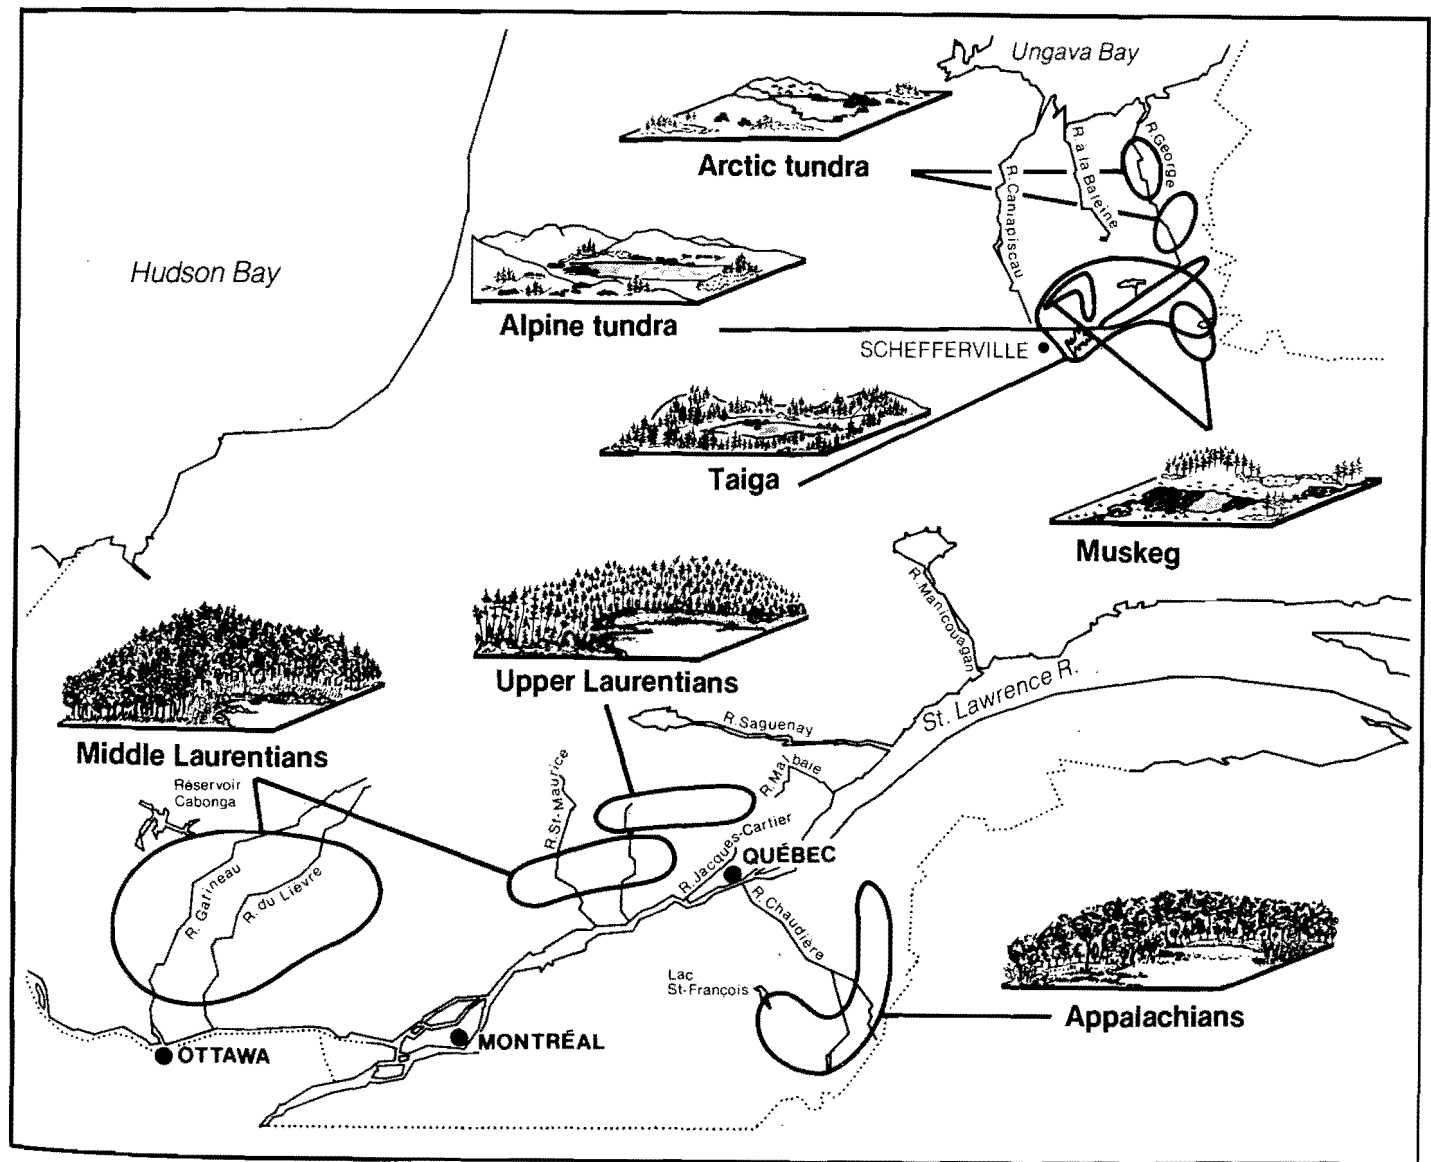 Ungava Bay
Arctic tundra
R. George
R. à la Baleine
R. Caniapiscau
Hudson Bay
Alpine tundra
SCHEFFERVILLE
Taiga
Muskeg
R. Manicouagan
Upper Laurentians
St. Lawrence R.
R. Saguenay
Middle Laurentians
Réservoir
Cabonga
R. St-Maurice
R. Malbaie
R. Jacques-Cartier
QUÉBEC
R. Gatineau
R. du Lièvre
R. Chaudière
Lac
St-François
Appalachians
MONTRÉAL
OTTAWA